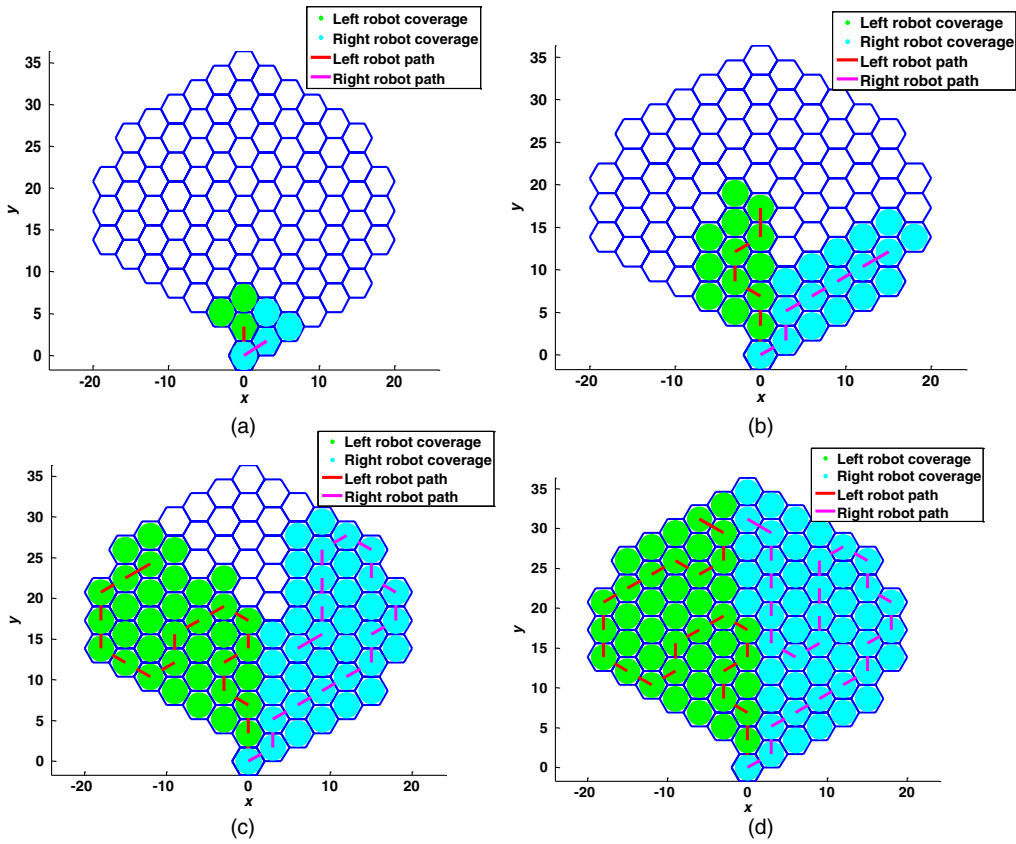 Left robot coverage
Right robot coverage
Left robot path
Right robot path
35
30
25
20
15
10
5
0
y
-20 -10 0 10 20
x
(a)
Left robot coverage
Right robot coverage
Left robot path
Right robot path
35
30
25
20
15
10
5
0
y
-20 -10 0 10 20
x
(b)
Left robot coverage
Right robot coverage
Left robot path
Right robot path
35
30
25
20
15
10
5
0
y
-20 -10 0 10 20
x
(c)
Left robot coverage
Right robot coverage
Left robot path
Right robot path
35
30
25
20
15
10
5
0
y
-20 -10 0 10 20
x
(d)